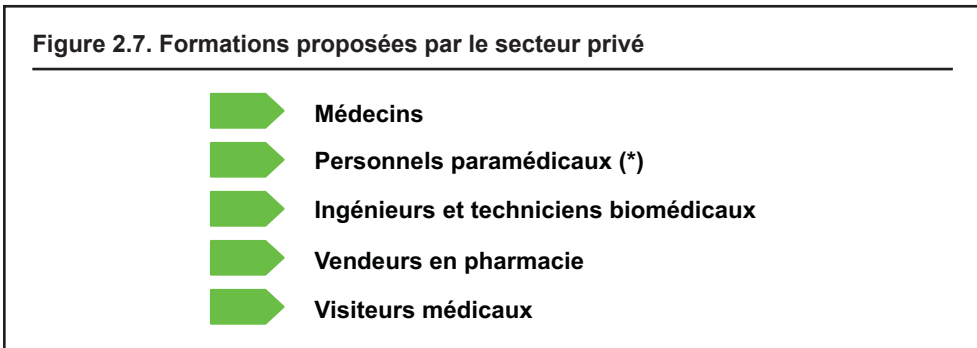 Figure 2.7. Formations proposées par le secteur privé
Médecins
Personnels paramédicaux (*)
Ingénieurs et techniciens biomédicaux
Vendeurs en pharmacie
Visiteurs médicaux